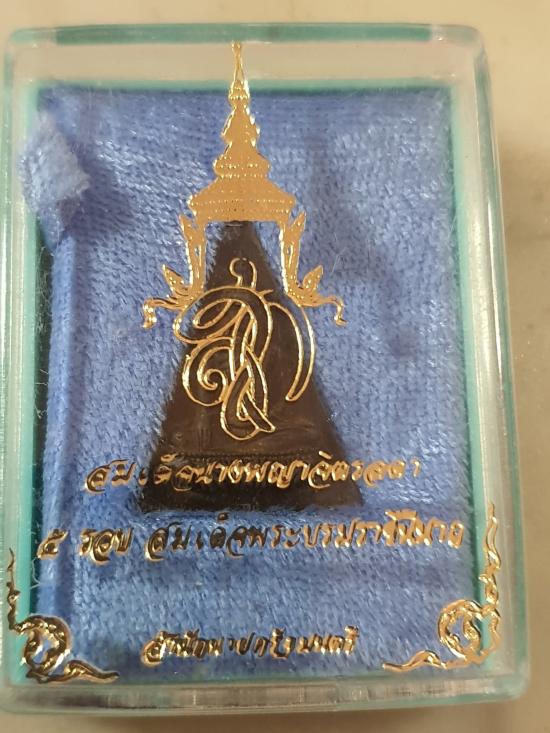 สก
สมเด็จนางพญาจิตรลดา
๕ รอบ สมเด็จพระบรมราชินีนาถ
สำนักนายกรัฐมนตรี